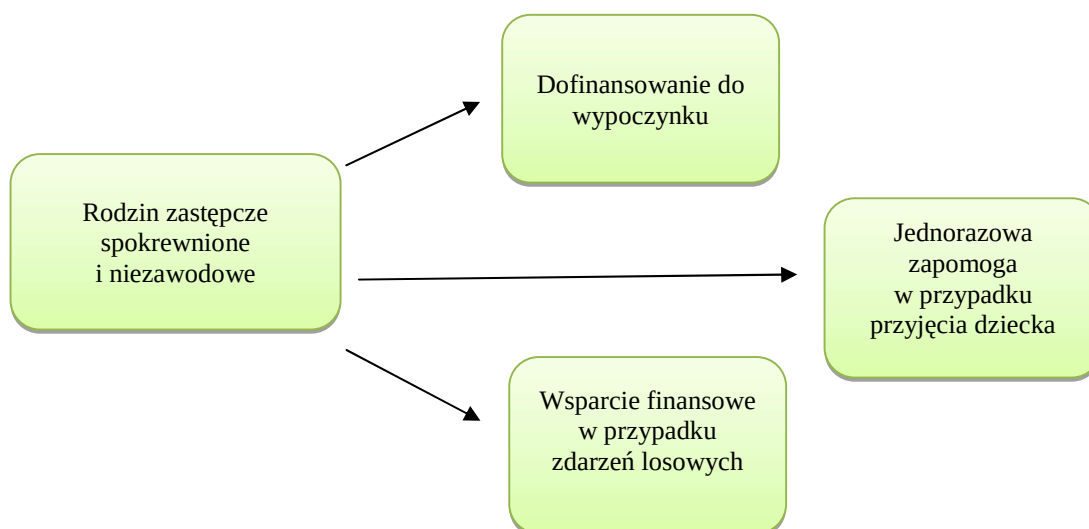 Dofinansowanie do
wypoczynku
Rodzin zastępcze
spokrewnione
i niezawodowe
Jednorazowa
zapomoga
w przypadku
przyjęcia dziecka
Wsparcie finansowe
w przypadku
zdarzeń losowych